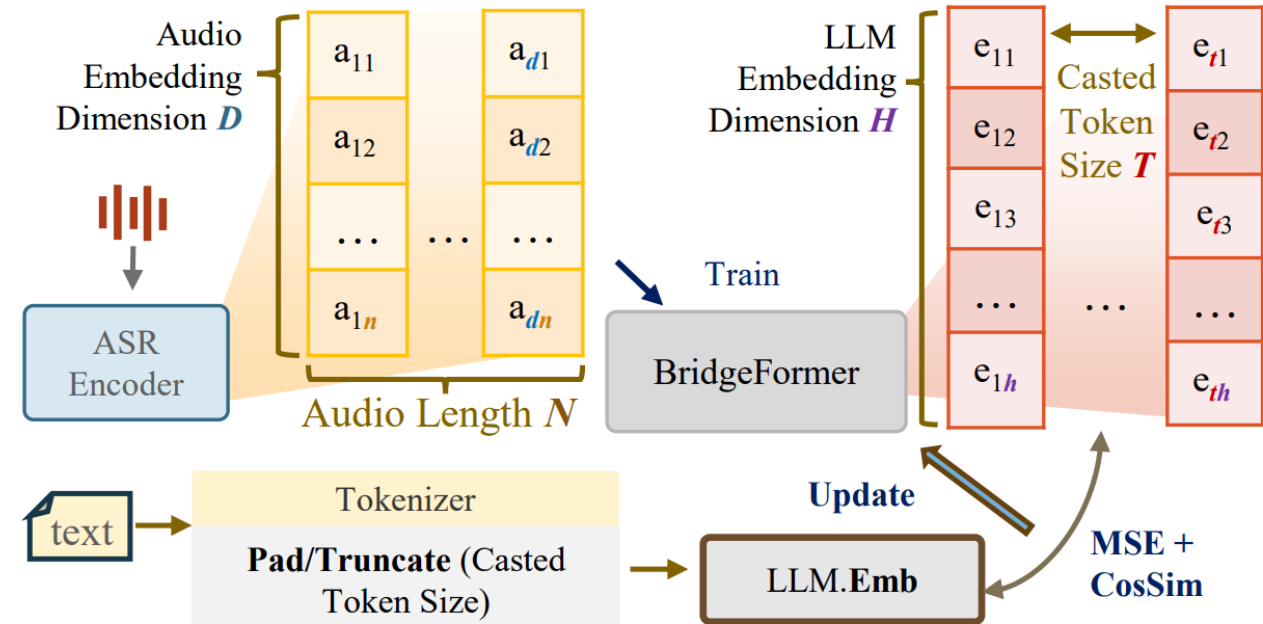 Audio
Embedding
Dimension D
a11
a12
…
a1n
…
ad1
ad2
…
adn
Audio Length N
ASR
Encoder
Train
BridgeFormer
LLM
Embedding
Dimension H
e11
e12
e13
…
e1h
Casted
Token
Size T
…
et1
et2
et3
…
eth
text
Tokenizer
Pad/Truncate (Casted
Token Size)
LLM.Emb
Update
MSE +
CosSim